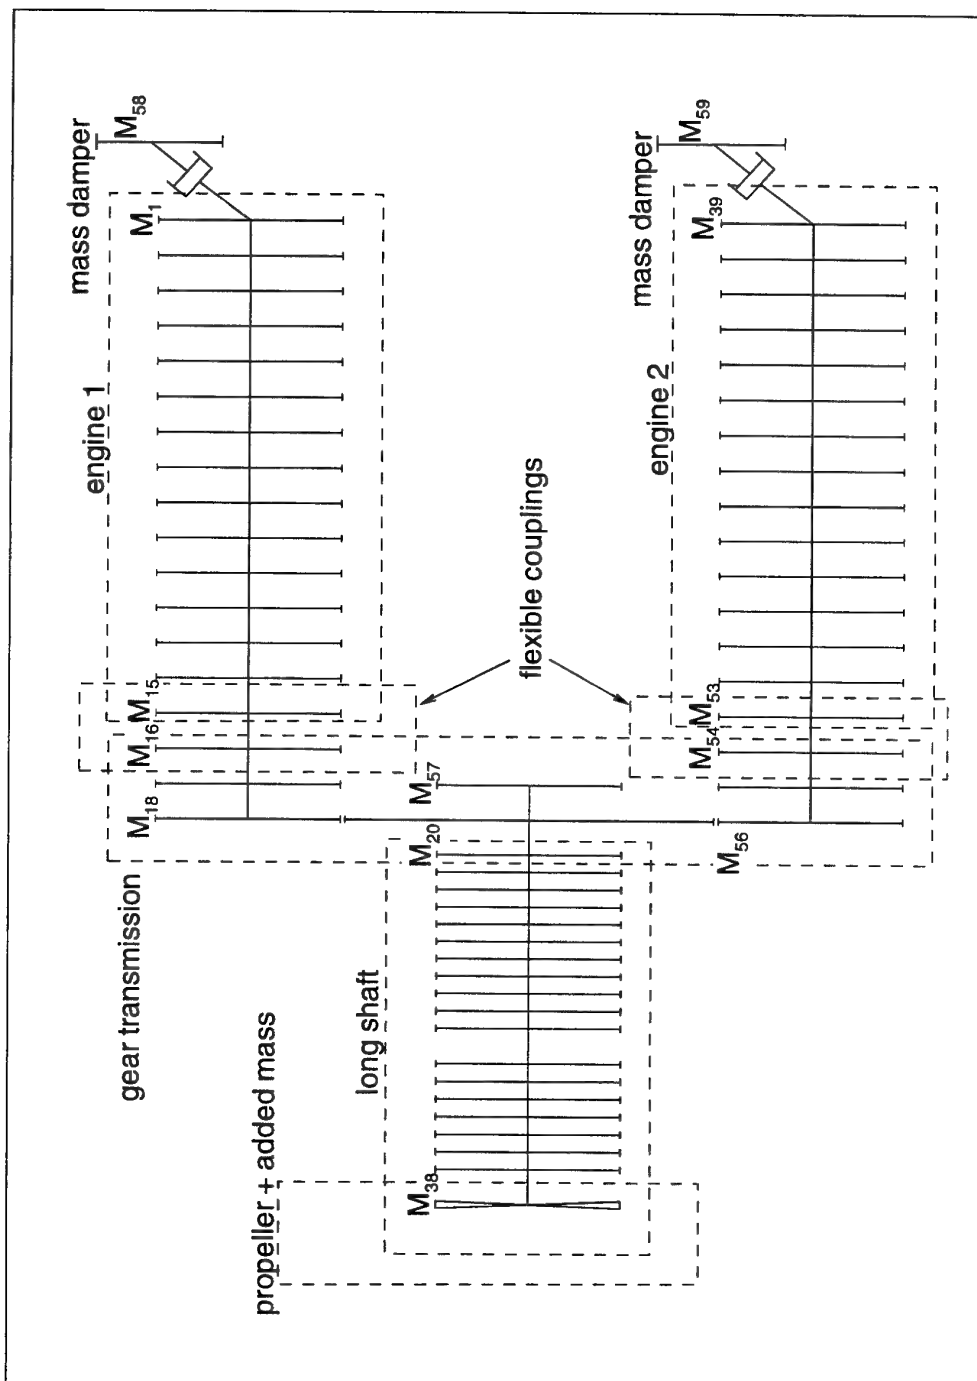 mass damper
M58
M1
engine 1
M15
M16
M18
gear transmission
mass damper
M59
M39
engine 2
M53
M54
M56
flexible couplings
M57
M20
long shaft
M38
propeller + added mass